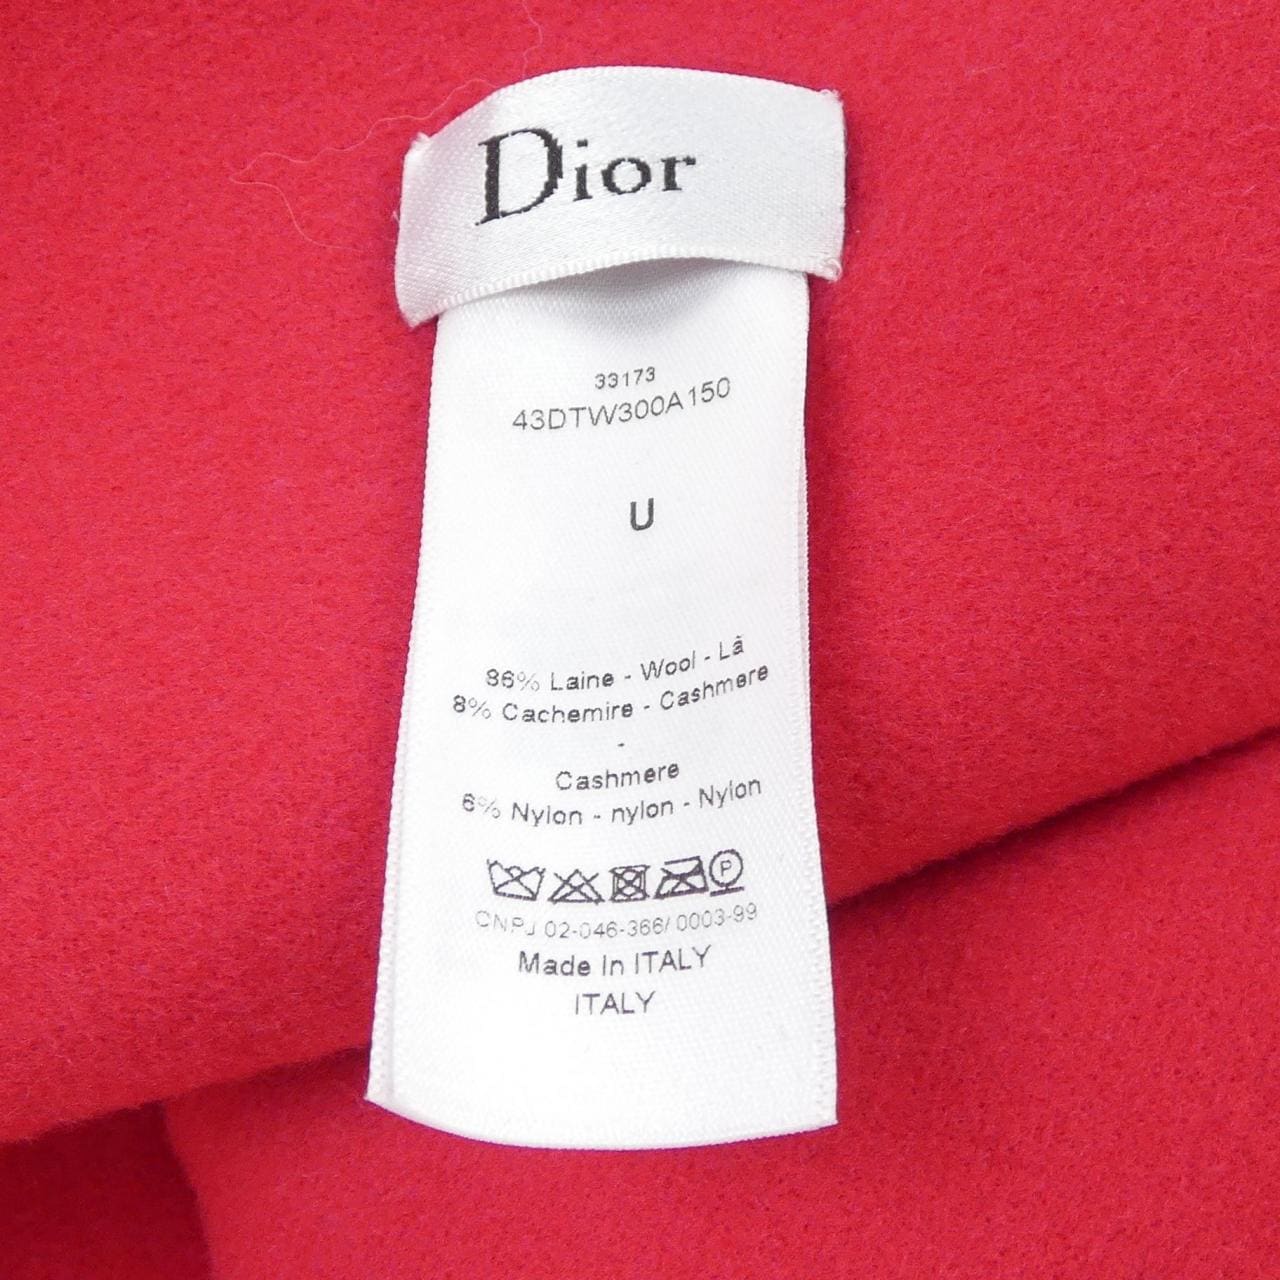 Dior
33173
43DTW300A150
U
86% Laine - Wool - Lã
8% Cachemire - Cashmere
-
Cashmere
6% Nylon - nylon - Nylon
P
CNPJ 02-046-366/0003-99
Made In ITALY
ITALY